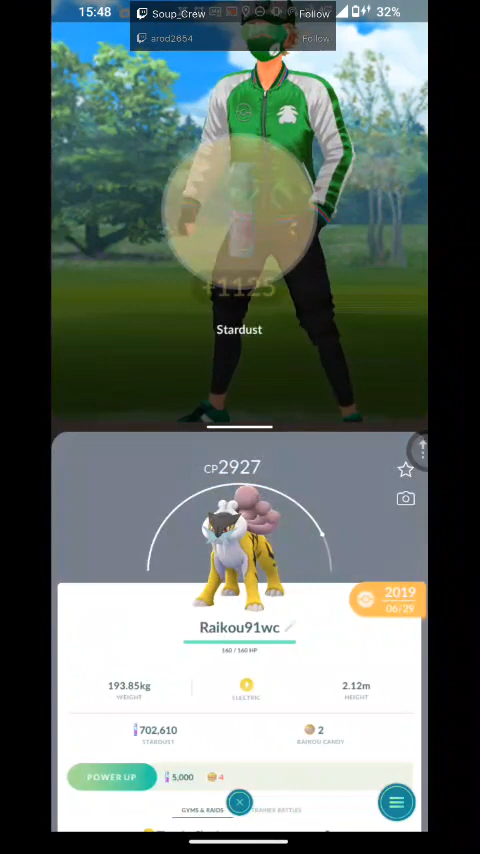 15:48
Soup_Crew
Follow
32%
arod2654
Follow
+1125
Stardust
CP2927
2019
06/29
Raikou91wc
160 / 160 HP
193.85kg
WEIGHT
ELECTRIC
2.12m
HEIGHT
702,610
STARDUST
2
RAIKOU CANDY
POWER UP
5,000
4
GYMS & RAIDS
TRAINER BATTLES